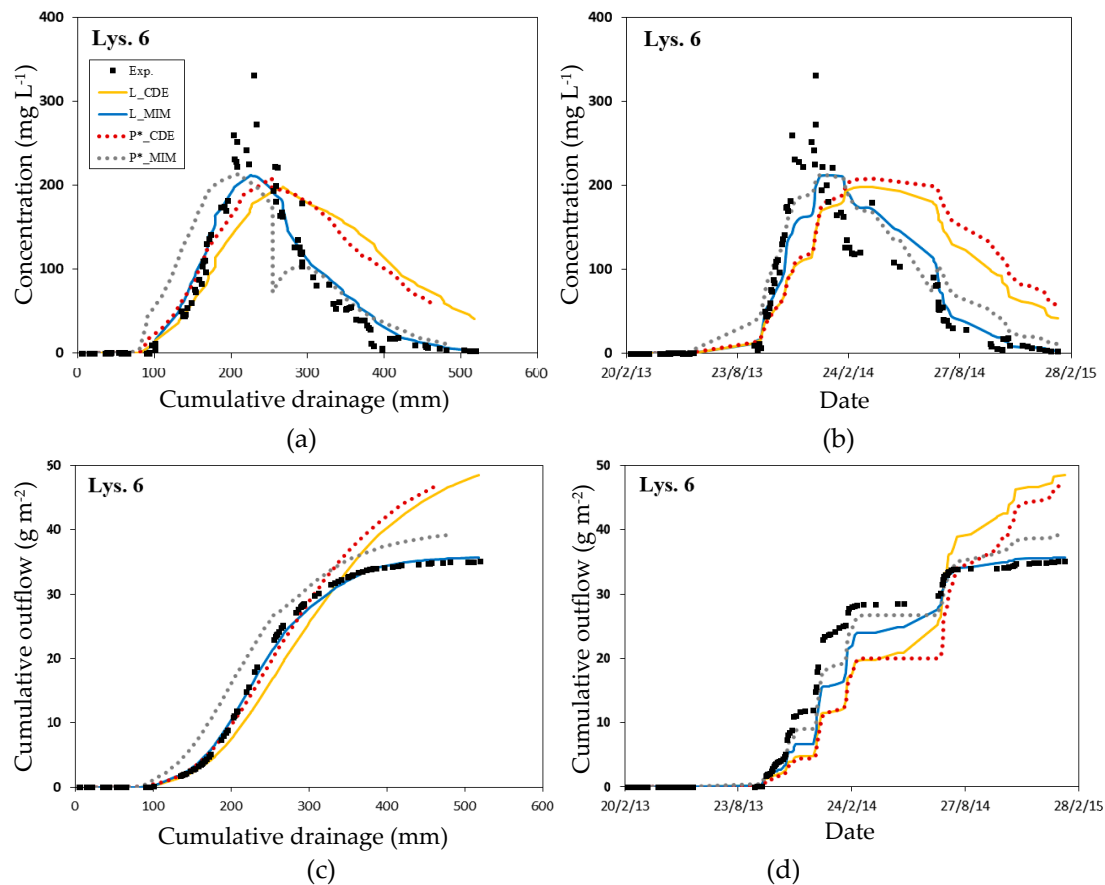 400
300
200
100
0
Concentration (mg L-1)
Lys. 6
Exp.
L_CDE
L_MIM
P*_CDE
P*_MIM
0 100 200 300 400 500 600
Cumulative drainage (mm)
(a)
400
300
200
100
0
Concentration (mg L-1)
Lys. 6
20/2/13 23/8/13 24/2/14 27/8/14 28/2/15
Date
(b)
50
40
30
20
10
0
Cumulative outflow (g m-2)
Lys. 6
0 100 200 300 400 500 600
Cumulative drainage (mm)
(c)
50
40
30
20
10
0
Cumulative outflow (g m-2)
Lys. 6
20/2/13 23/8/13 24/2/14 27/8/14 28/2/15
Date
(d)